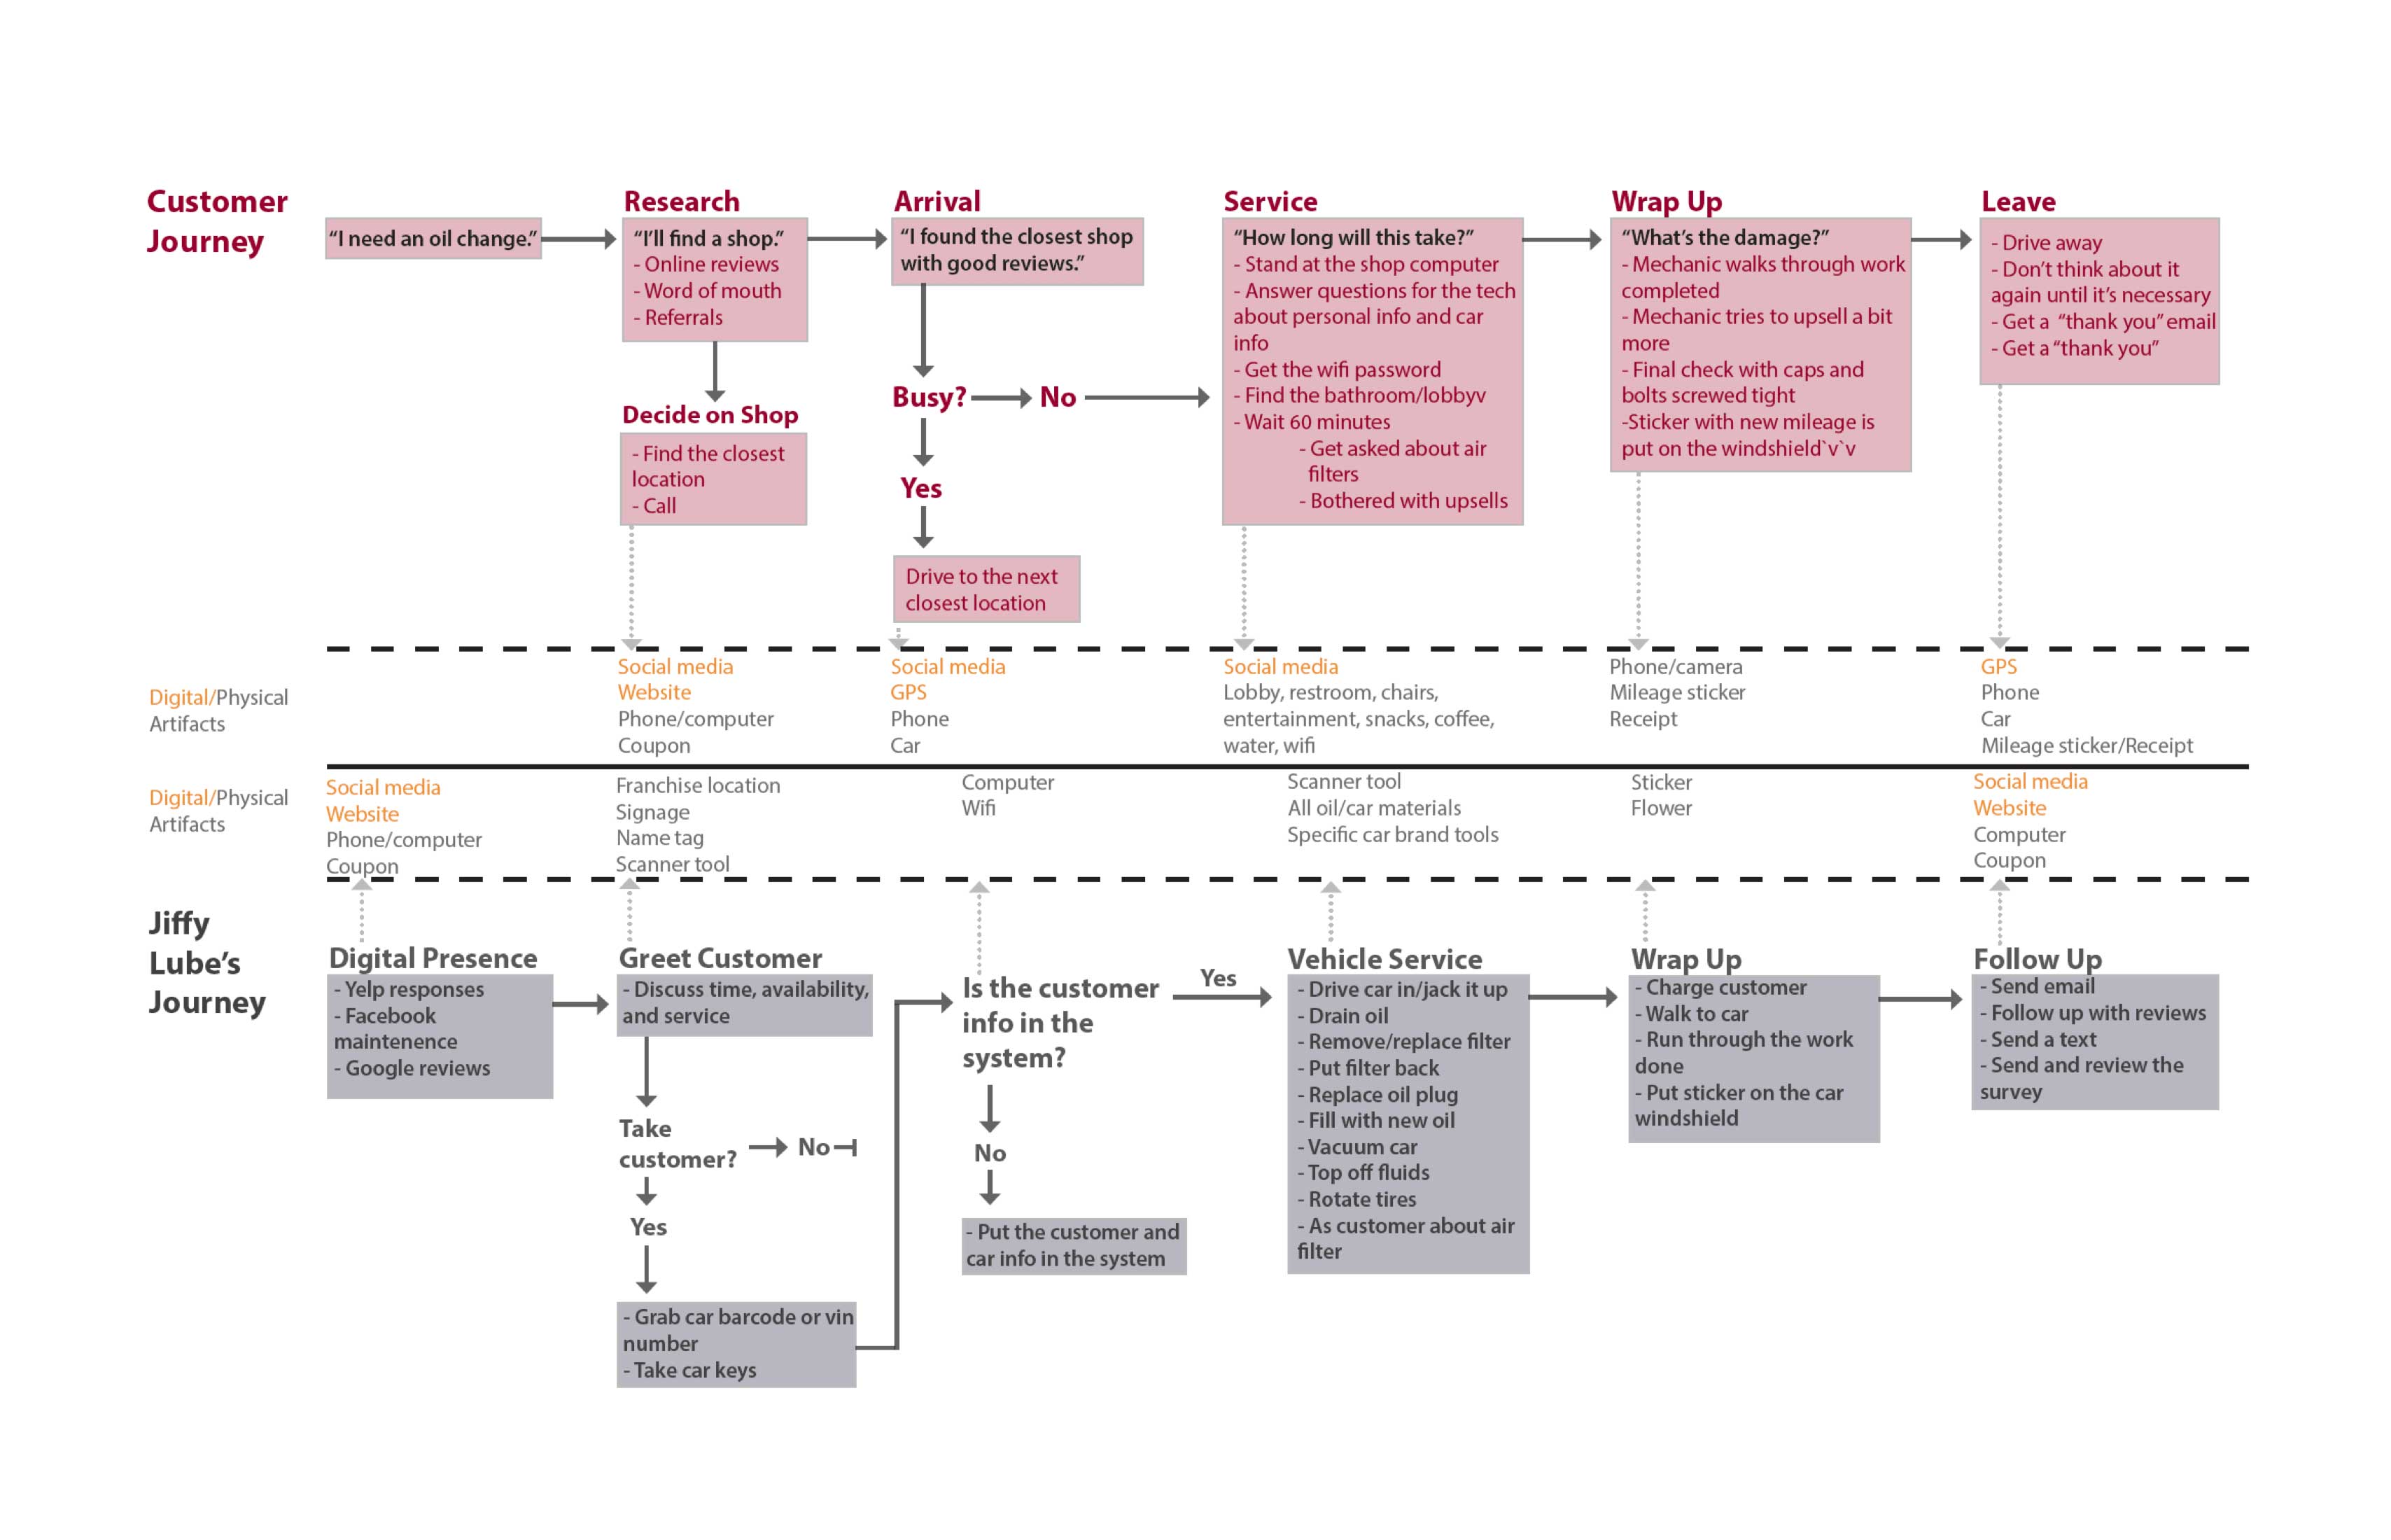 Customer
Journey
“I need an oil change.”
Research
“I’ll find a shop.”
- Online reviews
- Word of mouth
- Referrals
Decide on Shop
- Find the closest
location
- Call
Arrival
“I found the closest shop
with good reviews.”
Busy?
No
Yes
Drive to the next
closest location
Service
“How long will this take?”
- Stand at the shop computer
- Answer questions for the tech
about personal info and car
info
- Get the wifi password
- Find the bathroom/lobbyv
- Wait 60 minutes
- Get asked about air
filters
- Bothered with upsells
Wrap Up
“What’s the damage?”
- Mechanic walks through work
completed
- Mechanic tries to upsell a bit
more
- Final check with caps and
bolts screwed tight
-Sticker with new mileage is
put on the windshield`v`v
Leave
- Drive away
- Don’t think about it
again until it’s necessary
- Get a “thank you” email
- Get a “thank you”
Digital/Physical
Artifacts
Social media
Website
Phone/computer
Coupon
Social media
GPS
Phone
Car
Social media
Lobby, restroom, chairs,
entertainment, snacks, coffee,
water, wifi
Phone/camera
Mileage sticker
Receipt
GPS
Phone
Car
Mileage sticker/Receipt
Digital/Physical
Artifacts
Social media
Website
Phone/computer
Coupon
Franchise location
Signage
Name tag
Scanner tool
Computer
Wifi
Scanner tool
All oil/car materials
Specific car brand tools
Sticker
Flower
Social media
Website
Computer
Coupon
Jiffy
Lube’s
Journey
Digital Presence
- Yelp responses
- Facebook
maintenence
- Google reviews
Greet Customer
- Discuss time, availability,
and service
Take
customer?
No
Yes
- Grab car barcode or vin
number
- Take car keys
Is the customer
info in the
system?
Yes
No
- Put the customer and
car info in the system
Vehicle Service
- Drive car in/jack it up
- Drain oil
- Remove/replace filter
- Put filter back
- Replace oil plug
- Fill with new oil
- Vacuum car
- Top off fluids
- Rotate tires
- As customer about air
filter
Wrap Up
- Charge customer
- Walk to car
- Run through the work
done
- Put sticker on the car
windshield
Follow Up
- Send email
- Follow up with reviews
- Send a text
- Send and review the
survey